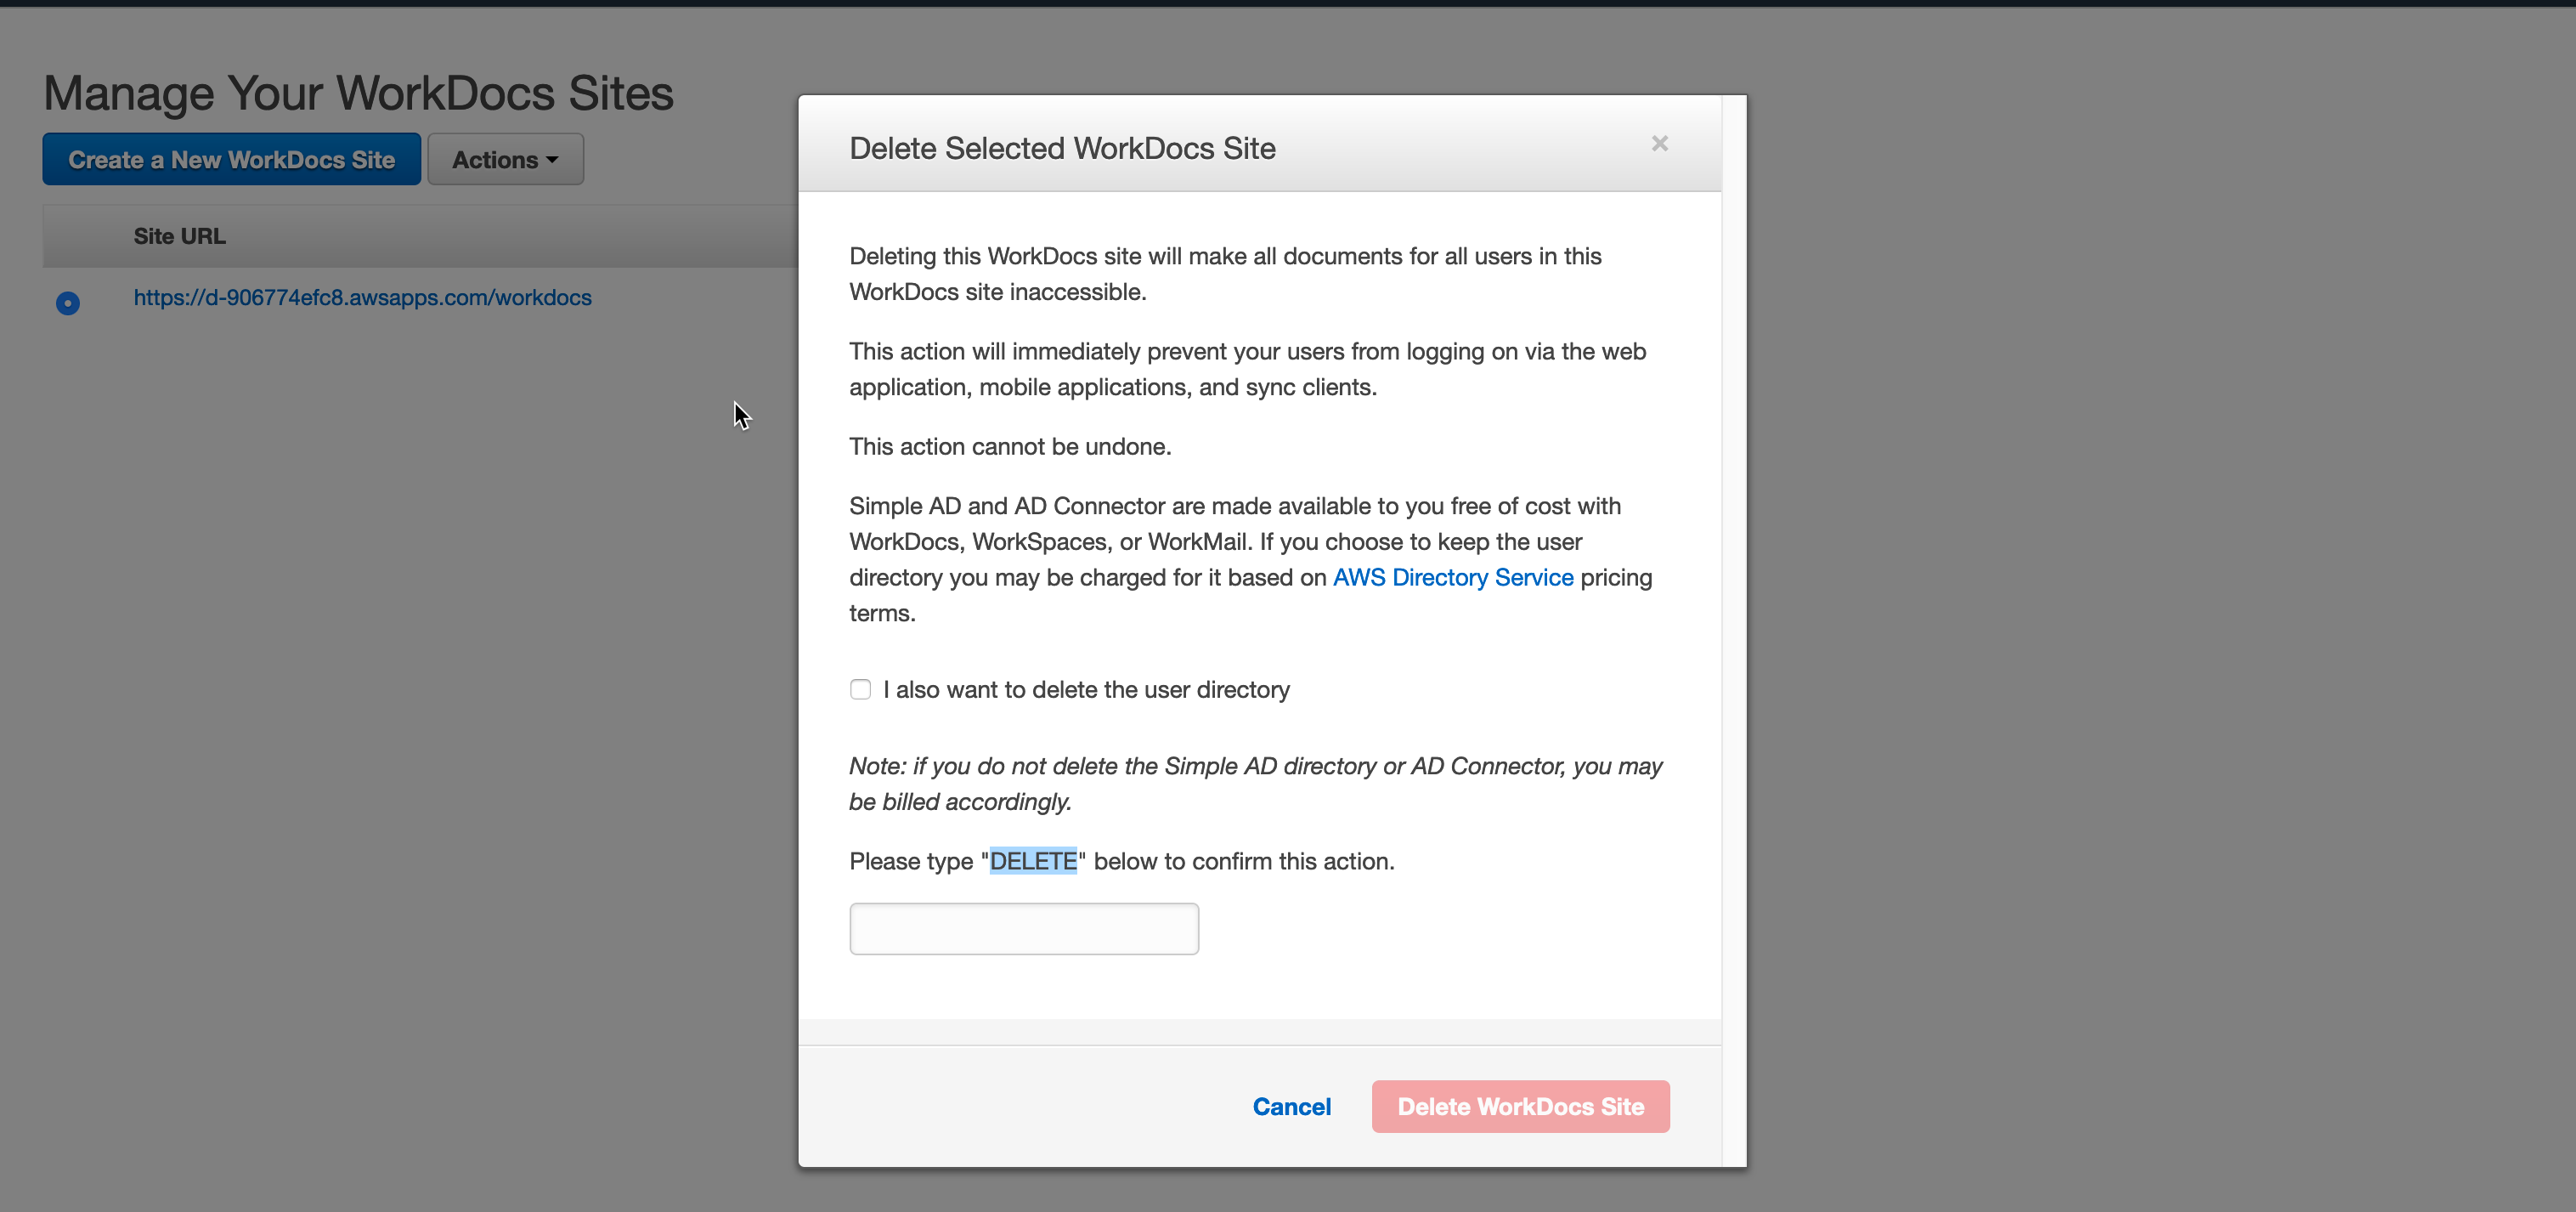 Manage Your WorkDocs Sites
Create a New WorkDocs Site
Actions
Site URL
https://d-906774efc8.awsapps.com/workdocs
Delete Selected WorkDocs Site
×
Deleting this WorkDocs site will make all documents for all users in this
WorkDocs site inaccessible.
This action will immediately prevent your users from logging on via the web
application, mobile applications, and sync clients.
This action cannot be undone.
Simple AD and AD Connector are made available to you free of cost with
WorkDocs, WorkSpaces, or WorkMail. If you choose to keep the user
directory you may be charged for it based on AWS Directory Service pricing
terms.
I also want to delete the user directory
Note: if you do not delete the Simple AD directory or AD Connector, you may
be billed accordingly.
Please type "DELETE" below to confirm this action.
Cancel
Delete WorkDocs Site